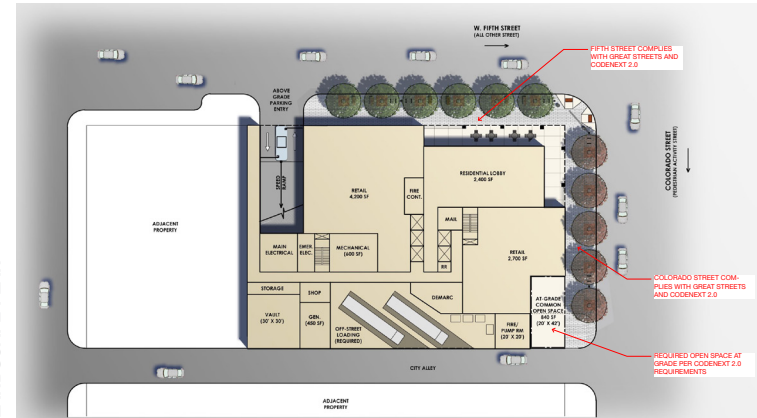 W. FIFTH STREET
(ALL OTHER STREET)
FIFTH STREET COMPLIES
WITH GREAT STREETS AND
CODENEXT 2.0
ABOVE
GRADE
PARKING
ENTRY
COLORADO STREET
(PEDESTRIAN ACTIVITY STREET)
SPEED
RAMP
RETAIL
4,200 SF
FIRE
CONT.
RESIDENTIAL LOBBY
2,400 SF
ADJACENT
PROPERTY
MAIL
MAIN
ELECTRICAL
EMER.
ELEC.
MECHANICAL
(600 SF)
RETAIL
2,700 SF
RR
STORAGE
SHOP
VAULT
(30' X 30')
GEN.
(450 SF)
OFF-STREET
LOADING
(REQUIRED)
DEMARC
FIRE/
PUMP RM
(20' X 20')
AT-GRADE
COMMON
OPEN SPACE
840 SF
(20' X 42')
COLORADO STREET COM-
PLIES WITH GREAT STREETS
AND CODENEXT 2.0
REQUIRED OPEN SPACE AT
GRADE PER CODENEXT 2.0
REQUIREMENTS
CITY ALLEY
ADJACENT
PROPERTY